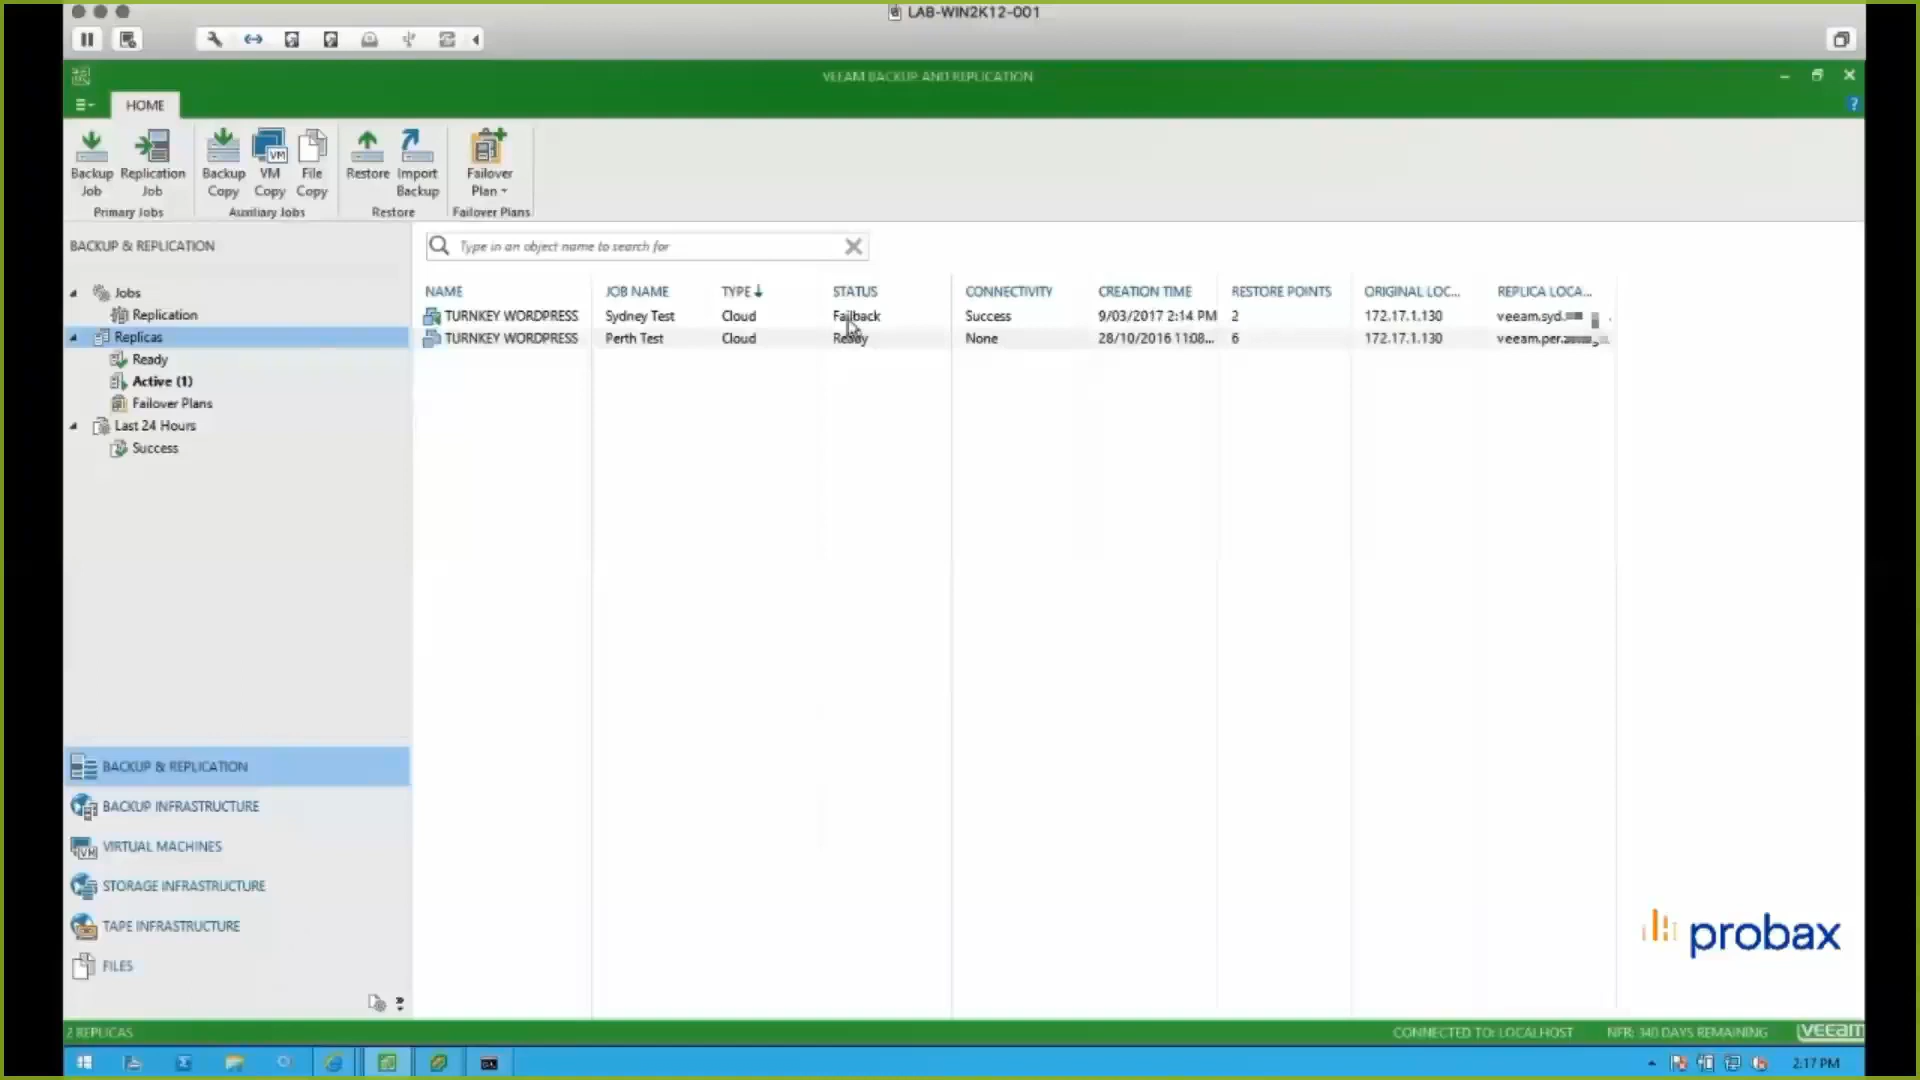 LAB-WIN2K12-001
VEEAM BACKUP AND REPLICATION
HOME
Backup Job
Replication Job
Backup Copy
VM Copy
File Copy
Restore
Import Backup
Failover Plan
Primary Jobs
Auxiliary Jobs
Restore
Failover Plans
BACKUP & REPLICATION
Type in an object name to search for
Jobs
Replication
Replicas
Ready
Active (1)
Failover Plans
Last 24 Hours
Success
NAME JOB NAME TYPE STATUS CONNECTIVITY CREATION TIME RESTORE POINTS ORIGINAL LOC... REPLICA LOCA...
TURNKEY WORDPRESS Sydney Test Cloud Failback Success 9/03/2017 2:14 PM 2 172.17.1.130 veeam.syd.
TURNKEY WORDPRESS Perth Test Cloud Ready None 28/10/2016 11:08... 6 172.17.1.130 veeam.per.
BACKUP & REPLICATION
BACKUP INFRASTRUCTURE
VIRTUAL MACHINES
STORAGE INFRASTRUCTURE
TAPE INFRASTRUCTURE
FILES
probax
2 REPLICAS
CONNECTED TO: LOCALHOST
NFR: 340 DAYS REMAINING
veeam
2:17 PM